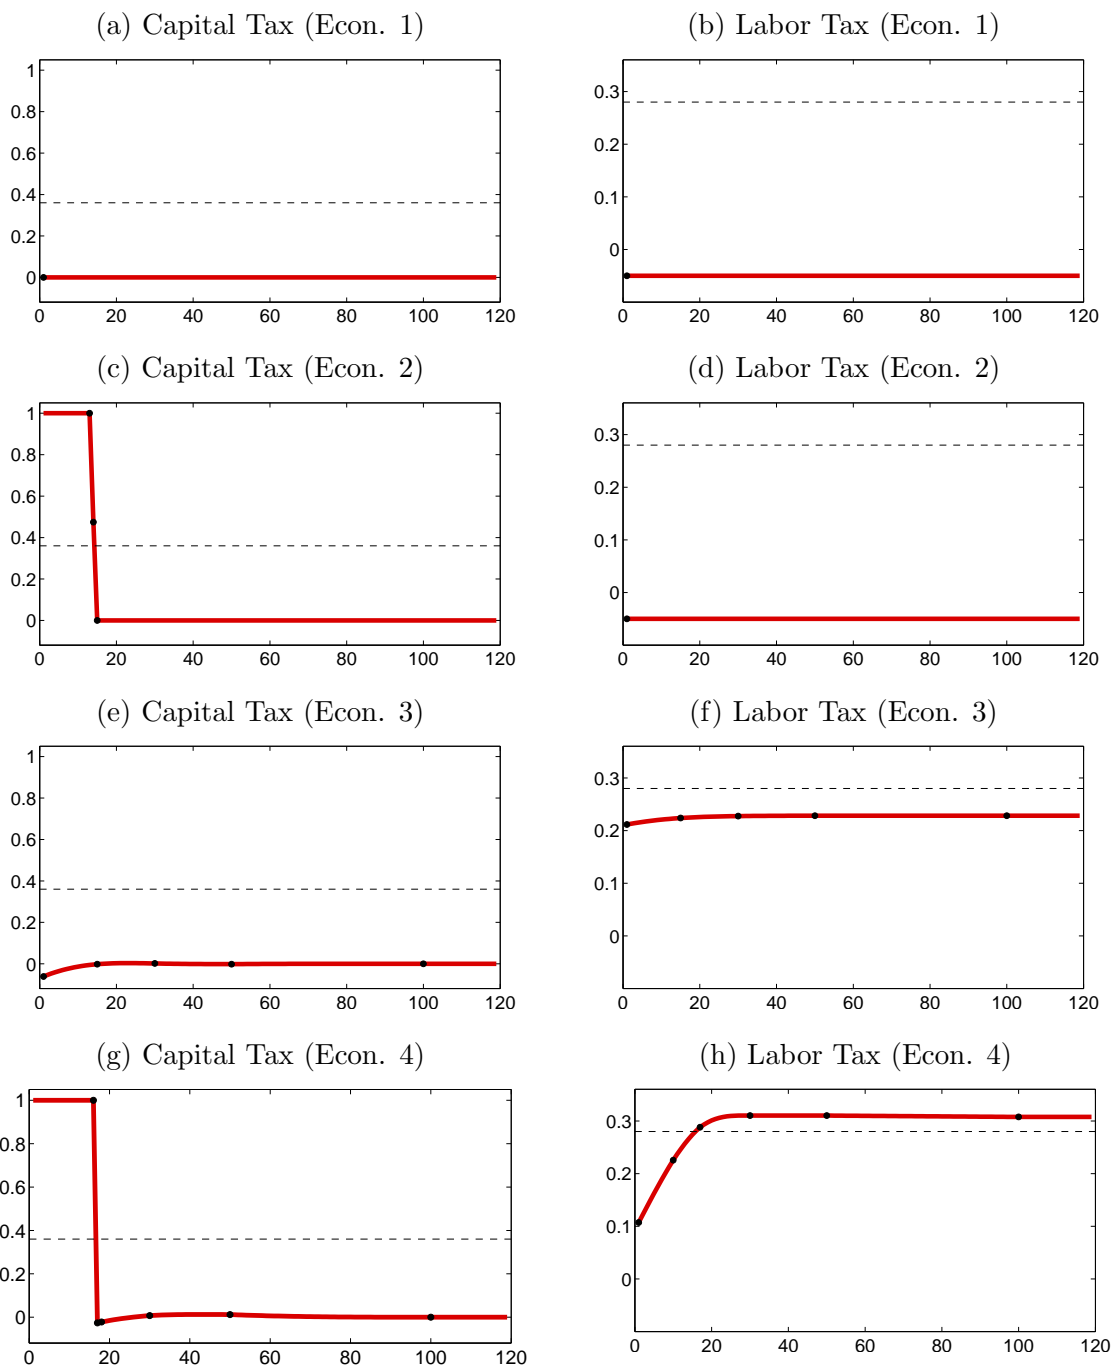 (a) Capital Tax (Econ. 1)
(b) Labor Tax (Econ. 1)
1
0.8
0.6
0.4
0.2
0
0 20 40 60 80 100 120
0.3
0.2
0.1
0
0 20 40 60 80 100 120
(c) Capital Tax (Econ. 2)
(d) Labor Tax (Econ. 2)
1
0.8
0.6
0.4
0.2
0
0 20 40 60 80 100 120
0.3
0.2
0.1
0
0 20 40 60 80 100 120
(e) Capital Tax (Econ. 3)
(f) Labor Tax (Econ. 3)
1
0.8
0.6
0.4
0.2
0
0 20 40 60 80 100 120
0.3
0.2
0.1
0
0 20 40 60 80 100 120
(g) Capital Tax (Econ. 4)
(h) Labor Tax (Econ. 4)
1
0.8
0.6
0.4
0.2
0
0 20 40 60 80 100 120
0.3
0.2
0.1
0
0 20 40 60 80 100 120